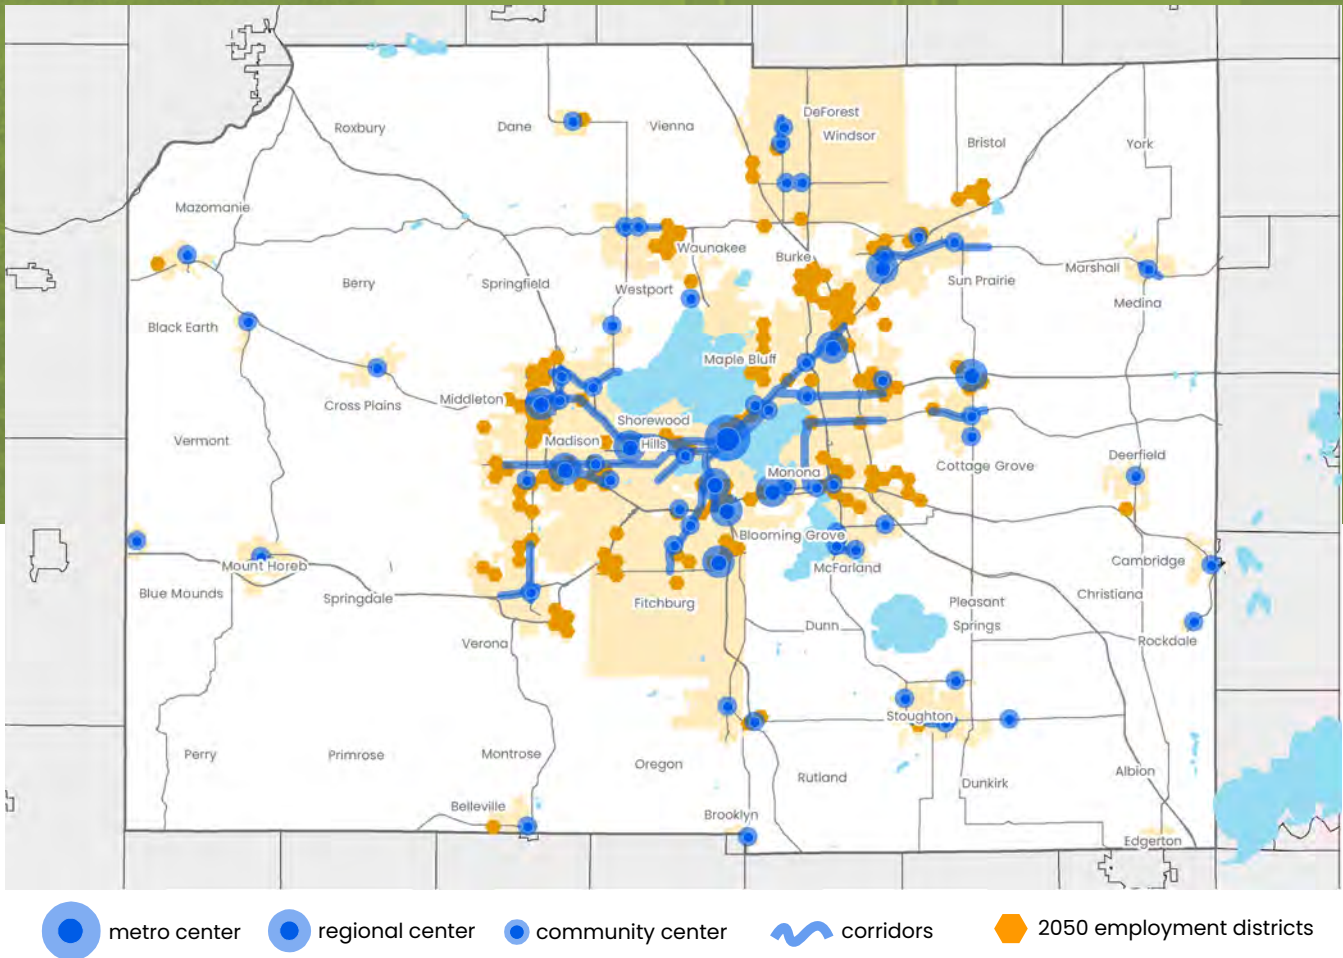 DeForest
Windsor
Roxbury
Dane
Vienna
Bristol
York
Mazomanie
Waunakee
Burke
Berry
Springfield
Westport
Sun Prairie
Marshall
Medina
Black Earth
Maple Bluff
Cross Plains
Middleton
Shorewood
Hills
Vermont
Madison
Monona
Cottage Grove
Deerfield
Blooming Grove
Mount Horeb
McFarland
Cambridge
Blue Mounds
Springdale
Fitchburg
Pleasant
Springs
Christiana
Dunn
Rockdale
Verona
Stoughton
Perry
Primrose
Montrose
Oregon
Rutland
Dunkirk
Albion
Belleville
Brooklyn
Edgerton
metro center
regional center
community center
corridors
2050 employment districts